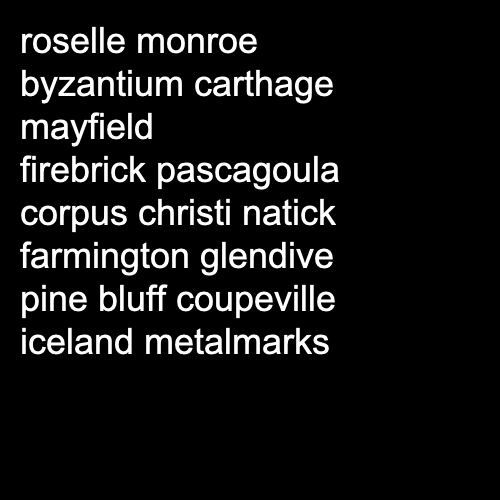 roselle monroe
byzantium carthage
mayfield
firebrick pascagoula
corpus christi natick
farmington glendive
pine bluff coupeville
iceland metalmarks